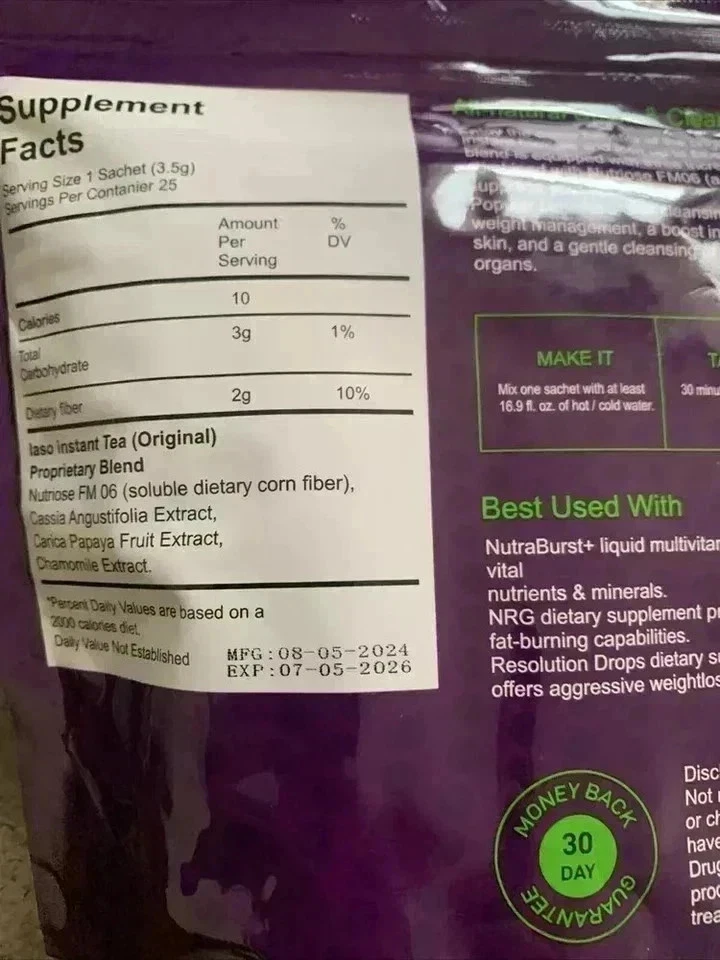 Supplement
Facts
Serving Size 1 Sachet (3.5g)
Servings Per Contanier 25
Amount
Per
Serving
%
DV
Calories 10
Total
Carbohydrate 3g 1%
Dietary fiber 2g 10%
Iaso instant Tea (Original)
Proprietary Blend
Nutriose FM 06 (soluble dietary corn fiber),
Cassia Angustifolia Extract,
Carica Papaya Fruit Extract,
Chamomile Extract.
*Percent Daily Values are based on a
2000 calories diet.
Daily Value Not Established
MFG:08-05-2024
EXP:07-05-2026
weight management, a boost in
skin, and a gentle cleansing
organs.
MAKE IT
Mix one sachet with at least
16.9 fl. oz. of hot / cold water.
30
Best Used With
NutraBurst+ liquid
vital
nutrients & minerals.
NRG dietary supplement
fat-burning capabilities.
Resolution Drops dietary
offers aggressive
MONEY BACK
30
DAY
GUARANTEE
Not
or